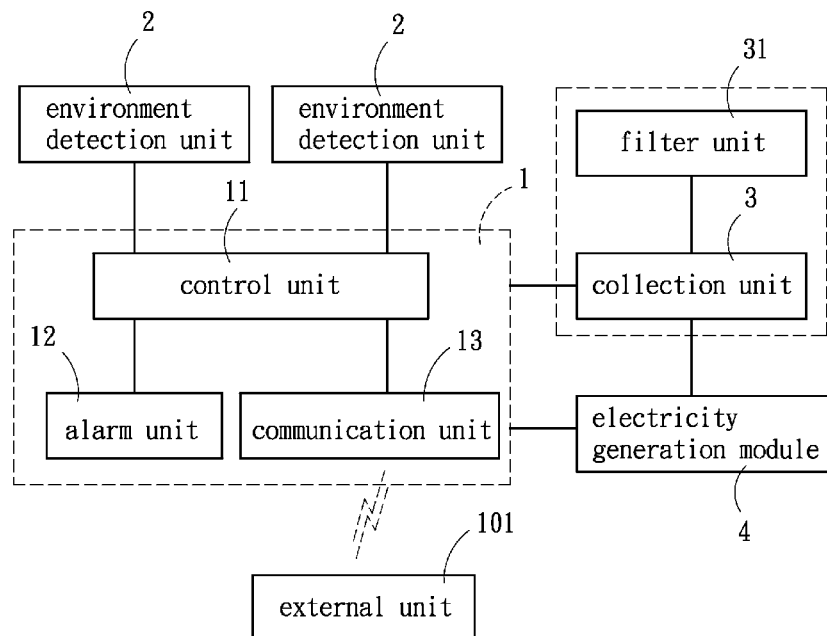 2
2
31
environment
detection unit
environment
detection unit
filter unit
1
11
3
control unit
collection unit
12
13
alarm unit
communication unit
electricity
generation module
4
101
external unit